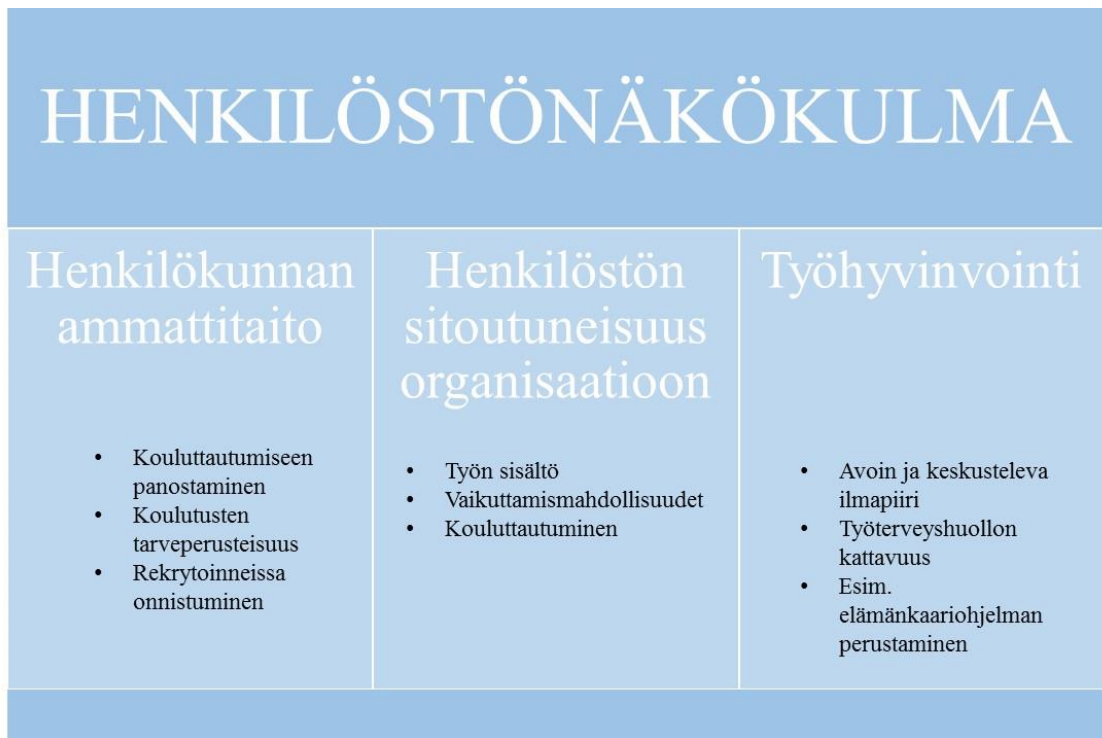 HENKILÖSTÖNÄKÖKULMA
Henkilökunnan
ammattitaito
• Kouluttautumiseen
panostaminen
• Koulutusten
tarveperusteisuus
• Rekrytoinneissa
onnistuminen
Henkilöstön
sitoutuneisuus
organisaatioon
• Työn sisältö
• Vaikuttamismahdollisuudet
• Kouluttautuminen
Työhyvinvointi
• Avoin ja keskusteleva
ilmapiiri
• Työterveyshuollon
kattavuus
• Esim.
elämänkaariohjelman
perustaminen